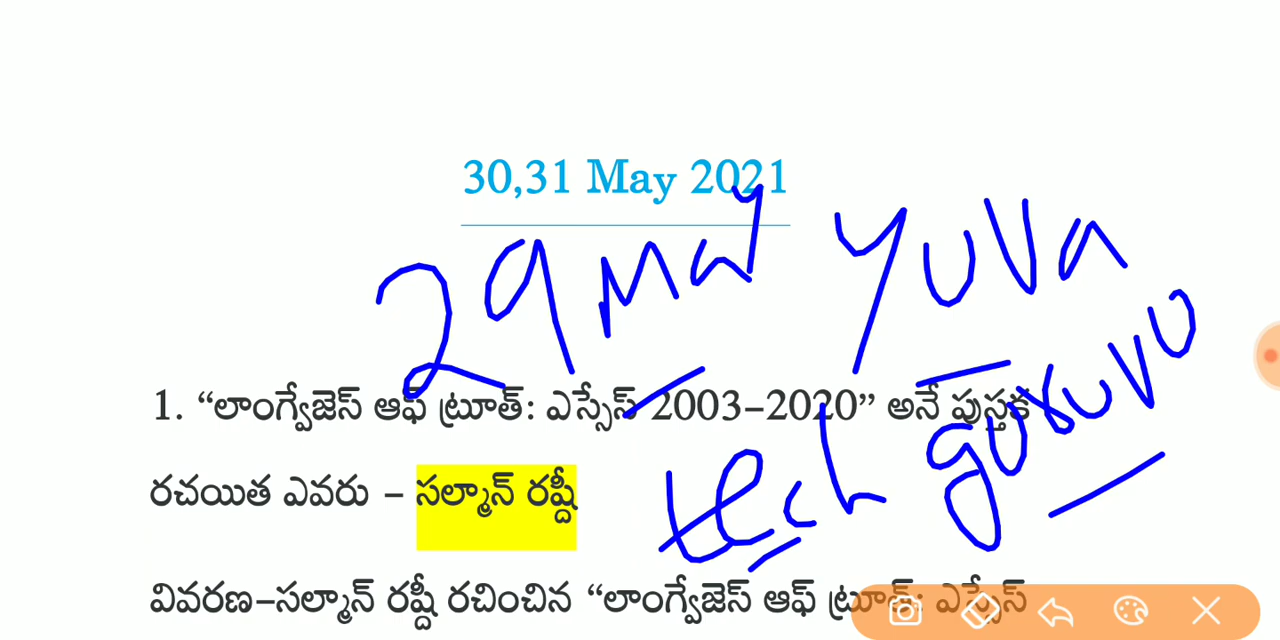 30,31 May 2021
29 May Yuva
1. “లాంగ్వేజెస్ ఆఫ్ ట్రూత్: ఎస్సేస్ 2003–2020” అనే పుస్తక
tech guruvu
రచయిత ఎవరు – సల్మాన్ రష్దీ
వివరణ–సల్మాన్ రష్దీ రచించిన “లాంగ్వేజెస్ ఆఫ్ ట్రూత్: ఎస్సేస్